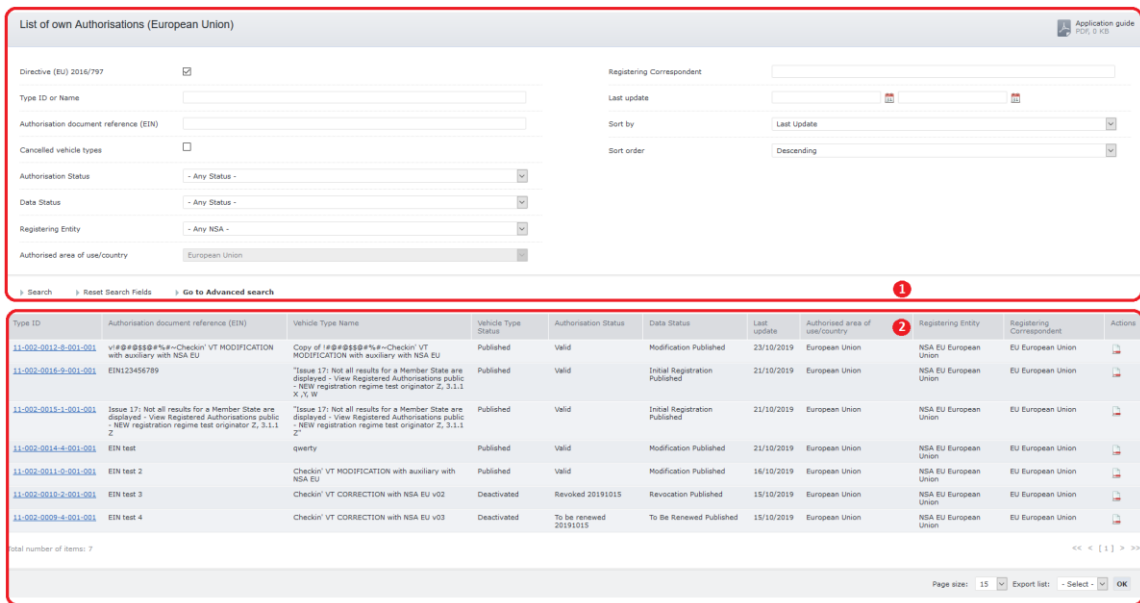 List of own Authorisations (European Union)
Application guide
PDF, 0 KB
Directive (EU) 2016/797
Registering Correspondent
Type ID or Name
Last update
Authorisation document reference (EIN)
Sort by Last Update
Cancelled vehicle types
Sort order Descending
Authorisation Status - Any Status -
Data Status - Any Status -
Registering Entity - Any NSA -
Authorised area of use/country European Union
Search Reset Search Fields Go to Advanced search
1
Type ID Authorisation document reference (EIN) Vehicle Type Name Vehicle Type Authorisation Status Data Status Last Authorised area of Registering Entity Registering Actions
Status update use/country Correspondent
2
11-002-0012-8-001-001 v!#@#$$@#%#~Checkin' VT MODIFICATION Copy of !#@#$$@#%#~Checkin' VT Published Valid Modification Published 23/10/2019 European Union NSA EU European EU European Union
with auxiliary with NSA EU MODIFICATION with auxiliary with NSA EU Union
11-002-0016-9-001-001 EIN123456789 "Issue 17: Not all results for a Member State are Published Valid Initial Registration 21/10/2019 European Union NSA EU European EU European Union
displayed - View Registered Authorisations public Published Union
- NEW registration regime test originator Z, 3.1.1
X ,Y, W
11-002-0015-1-001-001 Issue 17: Not all results for a Member State are "Issue 17: Not all results for a Member State are Published Valid Initial Registration 21/10/2019 European Union NSA EU European EU European Union
displayed - View Registered Authorisations public displayed - View Registered Authorisations public Published Union
- NEW registration regime test originator Z, 3.1.1 - NEW registration regime test originator Z, 3.1.1
Z Z"
11-002-0014-4-001-001 EIN test qwerty Published Valid Modification Published 21/10/2019 European Union NSA EU European EU European Union
Union
11-002-0011-0-001-001 EIN test 2 Checkin' VT MODIFICATION with auxiliary with Published Valid Modification Published 16/10/2019 European Union NSA EU European EU European Union
NSA EU Union
11-002-0010-2-001-001 EIN test 3 Checkin' VT CORRECTION with NSA EU v02 Deactivated Revoked 20191015 Revocation Published 15/10/2019 European Union NSA EU European EU European Union
Union
11-002-0009-4-001-001 EIN test 4 Checkin' VT CORRECTION with NSA EU v03 Deactivated To be renewed To Be Renewed Published 15/10/2019 European Union NSA EU European EU European Union
20191015 Union
Total number of items: 7 << < [ 1 ] > >>
Page size: 15 Export list: - Select - OK